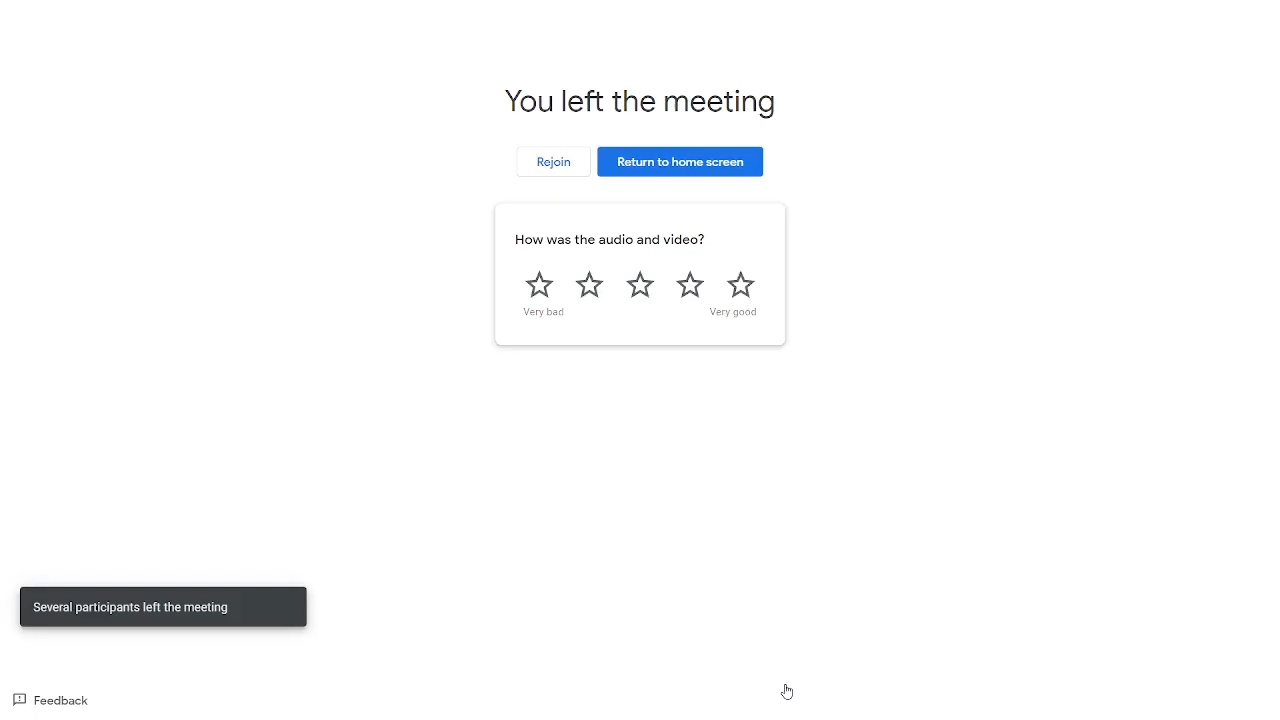 You left the meeting
Rejoin
Return to home screen
How was the audio and video?
Very bad
Very good
Several participants left the meeting
Feedback